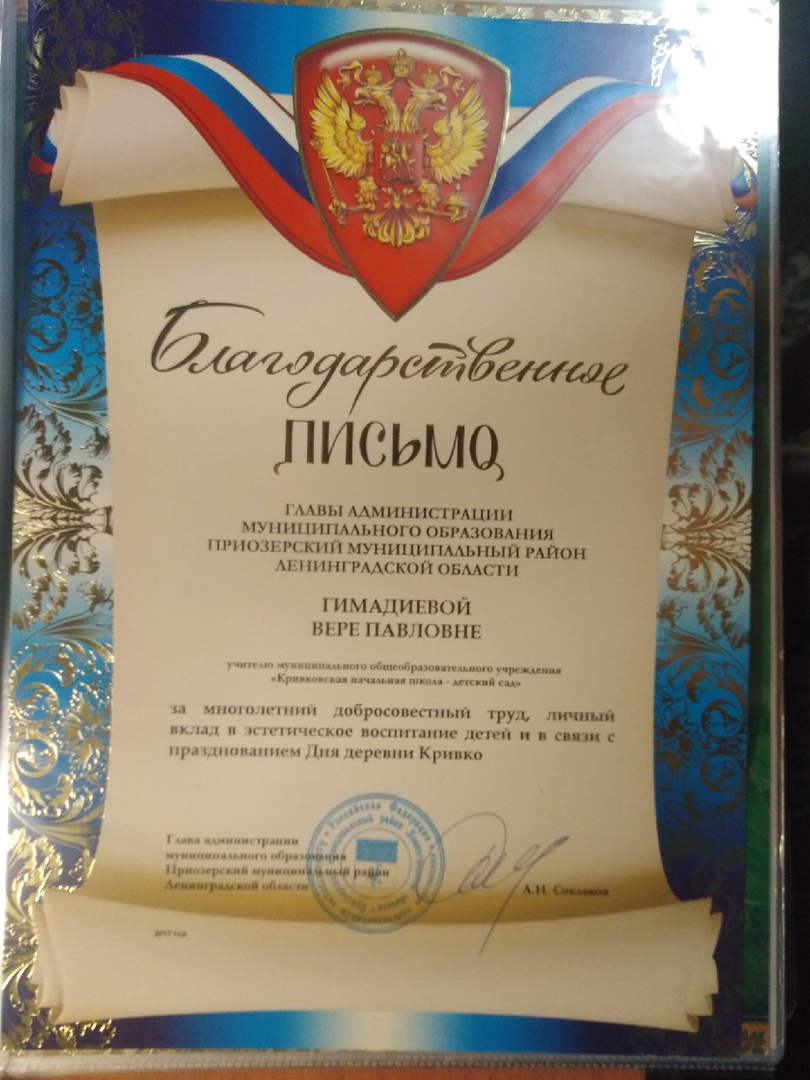 Благодарственное
письмо
ГЛАВЫ АДМИНИСТРАЦИИ
МУНИЦИПАЛЬНОГО ОБРАЗОВАНИЯ
ПРИОЗЕРСКИЙ МУНИЦИПАЛЬНЫЙ РАЙОН
ЛЕНИНГРАДСКОЙ ОБЛАСТИ
ГИМАДИЕВОЙ
ВЕРЕ ПАВЛОВНЕ
учителю муниципального общеобразовательного учреждения
«Кривковская начальная школа - детский сад»
за многолетний добросовестный труд, личный
вклад в эстетическое воспитание детей и в связи с
празднованием Дня деревни Кривко
Глава администрации
муниципального образования
Приозерский муниципальный район
Ленинградской области
А.Н. Соклаков
Российская Федерация
2017 год